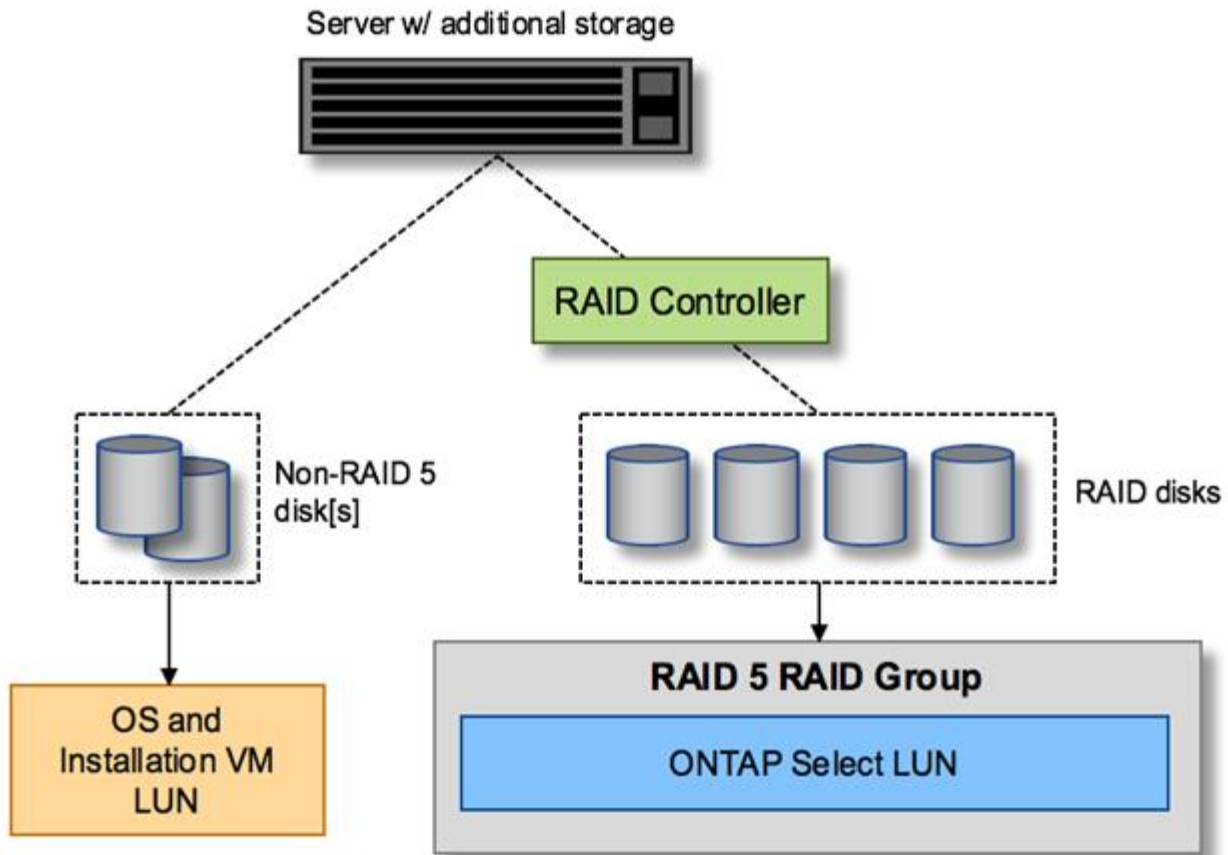 Server w/ additional storage
RAID Controller
Non-RAID 5
disk[s]
RAID disks
OS and
Installation VM
LUN
RAID 5 RAID Group
ONTAP Select LUN